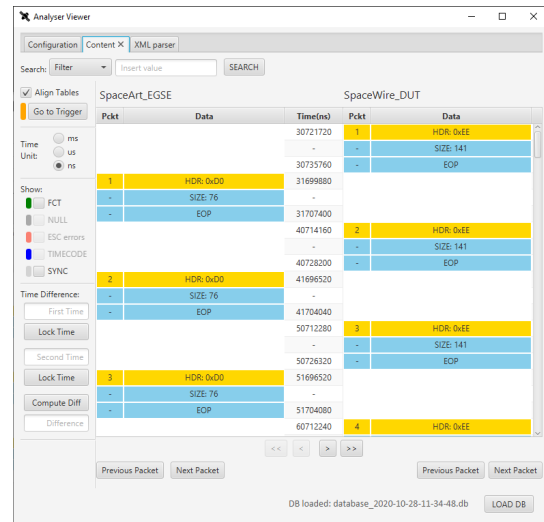 Analyser Viewer
Configuration Content × XML parser
Search: Filter Insert value SEARCH
Align Tables
Go to Trigger
Time Unit:
ms
us
ns
Show:
FCT
NULL
ESC errors
TIMECODE
SYNC
Time Difference:
First Time
Lock Time
Second Time
Lock Time
Compute Diff
Difference
SpaceArt_EGSE SpaceWire_DUT
Pckt Data Time(ns) Pckt Data
30721720 1 HDR: 0xEE
- - SIZE: 141
30735760 - EOP
1 HDR: 0xD0 31699880
- SIZE: 76 -
- EOP 31707400
40714160 2 HDR: 0xEE
- - SIZE: 141
40728200 - EOP
2 HDR: 0xD0 41696520
- SIZE: 76 -
- EOP 41704040
50712280 3 HDR: 0xEE
- - SIZE: 141
50726320 - EOP
3 HDR: 0xD0 51696520
- SIZE: 76 -
- EOP 51704080
60712240 4 HDR: 0xEE
<< < > >>
Previous Packet Next Packet Previous Packet Next Packet
DB loaded: database_2020-10-28-11-34-48.db LOAD DB